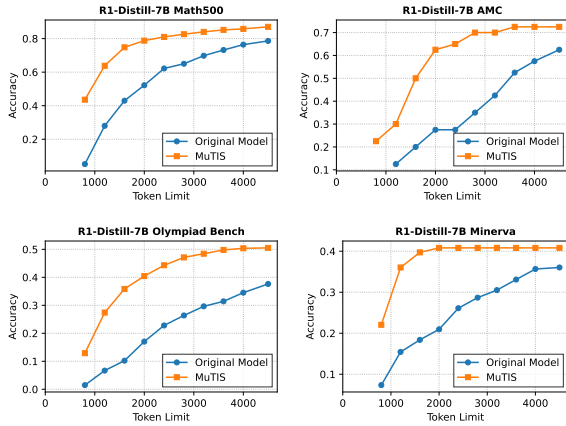 R1-Distill-7B Math500
Accuracy
0.8
0.6
0.4
0.2
0 1000 2000 3000 4000
Token Limit
Original Model
MuTIS
R1-Distill-7B AMC
Accuracy
0.7
0.6
0.5
0.4
0.3
0.2
0.1
0 1000 2000 3000 4000
Token Limit
Original Model
MuTIS
R1-Distill-7B Olympiad Bench
Accuracy
0.5
0.4
0.3
0.2
0.1
0.0
0 1000 2000 3000 4000
Token Limit
Original Model
MuTIS
R1-Distill-7B Minerva
Accuracy
0.4
0.3
0.2
0.1
0 1000 2000 3000 4000
Token Limit
Original Model
MuTIS